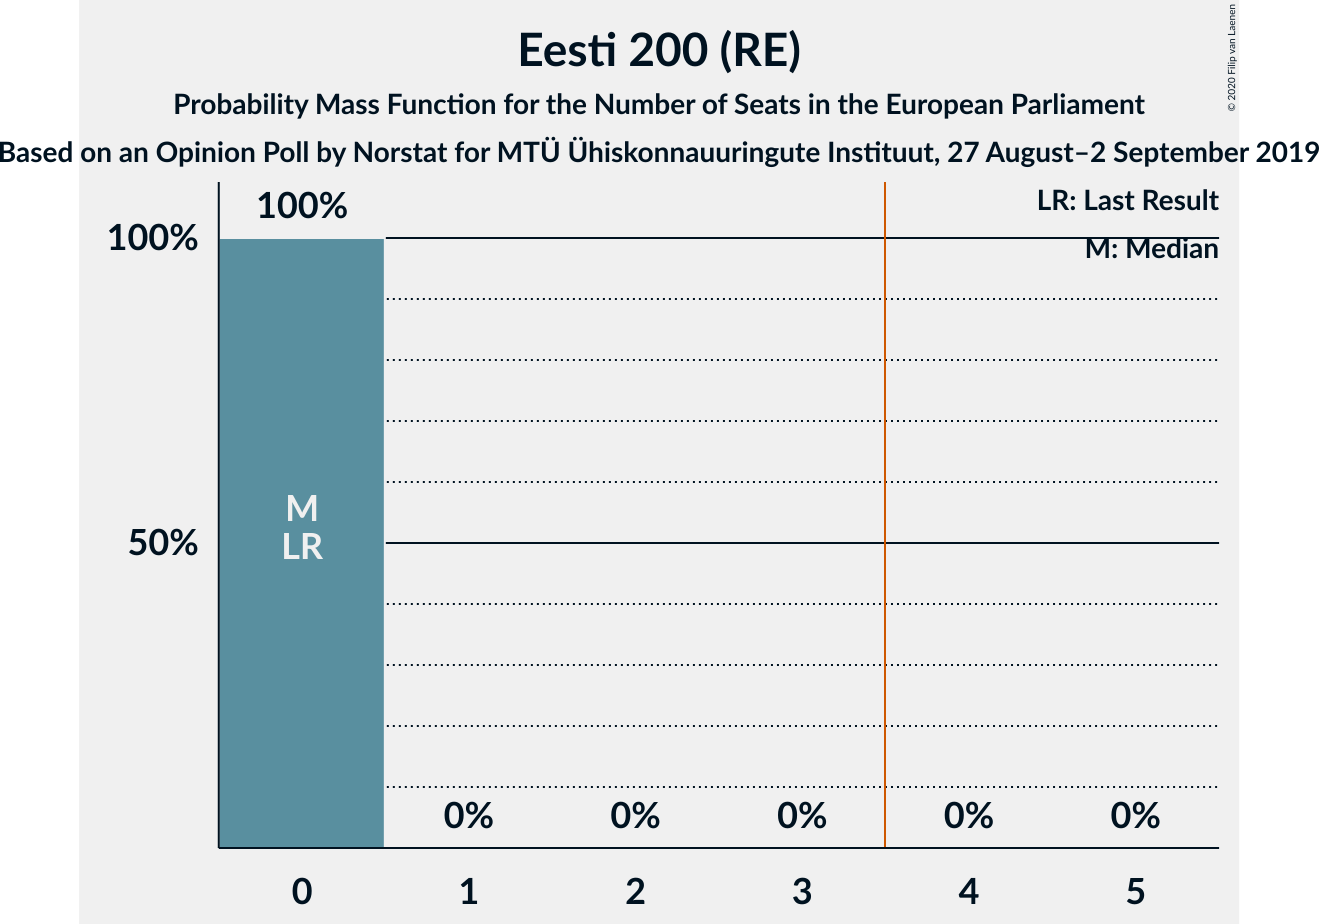 Eesti 200 (RE)
Probability Mass Function for the Number of Seats in the European Parliament
Based on an Opinion Poll by Norstat for MTÜ Ühiskonnauuringute Instituut, 27 August–2 September 2019
© 2020 Filip van Laenen
LR: Last Result
M: Median
100%
100%
50%
M
LR
0% 0% 0% 0% 0%
0 1 2 3 4 5